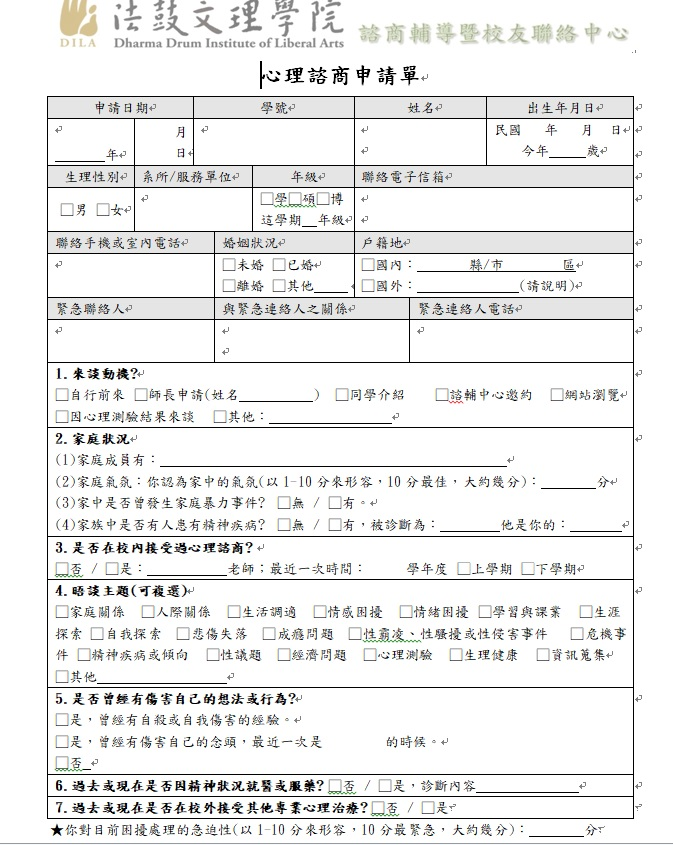 法鼓文理學院
DILA
Dharma Drum Institute of Liberal Arts
諮商輔導暨校友聯絡中心
心理諮商申請單
申請日期 學號 姓名 出生年月日
月 民國 年 月 日
______年 日 今年_____歲
生理性別 系所/服務單位 年級 聯絡電子信箱
□男 □女 □學□碩□博
這學期__年級
聯絡手機或室內電話 婚姻狀況 戶籍地
□未婚 □已婚 □國內：______縣/市______區
□離婚 □其他____ □國外：____________(請說明)
緊急聯絡人 與緊急連絡人之關係 緊急連絡人電話
1. 來談動機?
□自行前來 □師長申請(姓名_________) □同學介紹 □諮輔中心邀約 □網站瀏覽
□因心理測驗結果來談 □其他：______________
2. 家庭狀況
(1)家庭成員有：________________________________________
(2)家庭氣氛：你認為家中的氣氛(以1-10分來形容，10分最佳，大約幾分)：______分
(3)家中是否曾發生家庭暴力事件? □無 / □有。
(4)家族中是否有人患有精神疾病? □無 / □有，被診斷為：_______他是你的：______
3. 是否在校內接受過心理諮商?
□否 / □是：_________老師；最近一次時間： 學年度 □上學期 □下學期
4. 晤談主題(可複選)
□家庭關係 □人際關係 □生活調適 □情感困擾 □情緒困擾 □學習與課業 □生涯
探索 □自我探索 □悲傷失落 □成癮問題 □性霸凌、性騷擾或性侵害事件 □危機事
件 □精神疾病或傾向 □性議題 □經濟問題 □心理測驗 □生理健康 □資訊蒐集
□其他_______________
5. 是否曾經有傷害自己的想法或行為?
□是，曾經有自殺或自我傷害的經驗。
□是，曾經有傷害自己的念頭，最近一次是 的時候。
□否
6. 過去或現在是否因精神狀況就醫或服藥? □否 / □是，診斷內容____________
7. 過去或現在是否在校外接受其他專業心理治療? □否 / □是
★你對目前困擾處理的急迫性(以1-10分來形容，10分最緊急，大約幾分)：______分